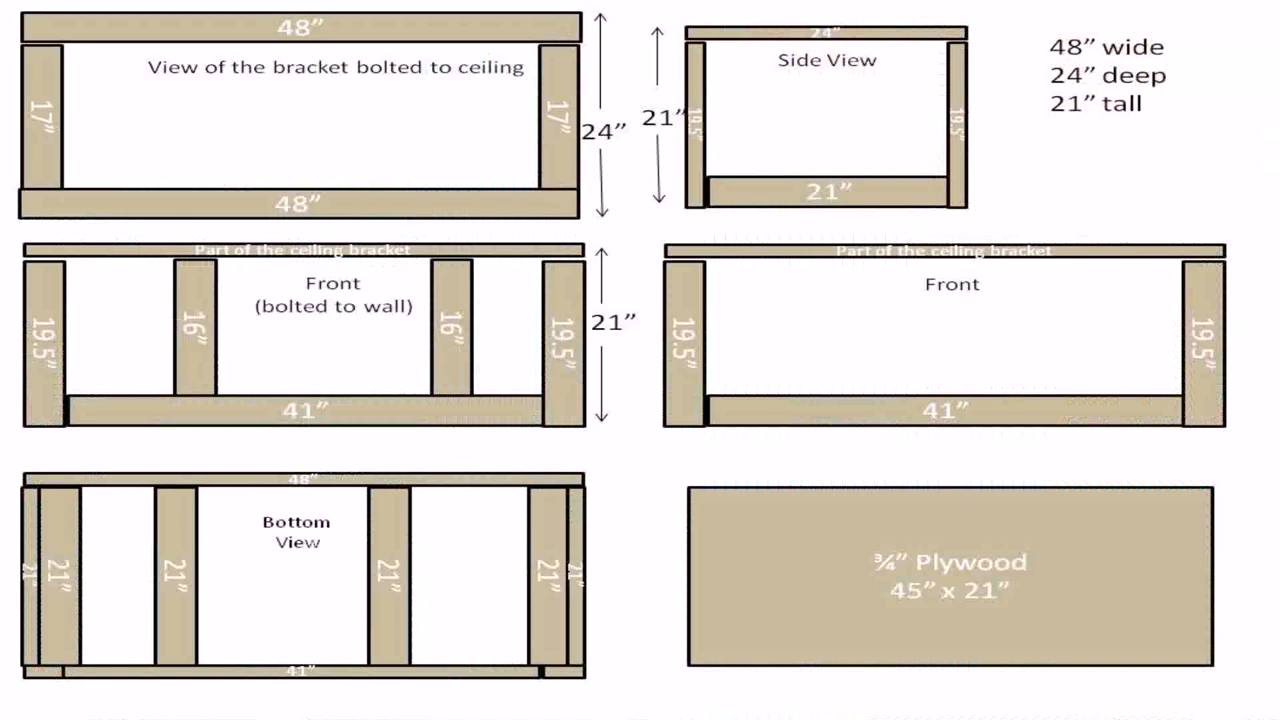 48”
View of the bracket bolted to ceiling
17”
17”
24”
48”
24”
Side View
21”
19.5”
19.5”
21”
48” wide
24” deep
21” tall
Part of the ceiling bracket
Front
(bolted to wall)
19.5”
16”
16”
19.5”
21”
41”
Part of the ceiling bracket
Front
19.5”
19.5”
41”
48”
Bottom
View
21”
21”
21”
21”
21”
21”
41”
¾” Plywood
45” x 21”